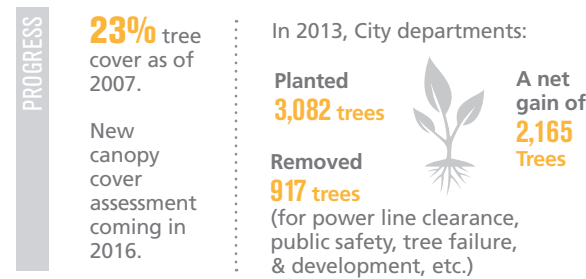 PROGRESS
23% tree
cover as of
2007.
New
canopy
cover
assessment
coming in
2016.
In 2013, City departments:
Planted
3,082 trees
Removed
917 trees
(for power line clearance,
public safety, tree failure,
& development, etc.)
A net
gain of
2,165
Trees